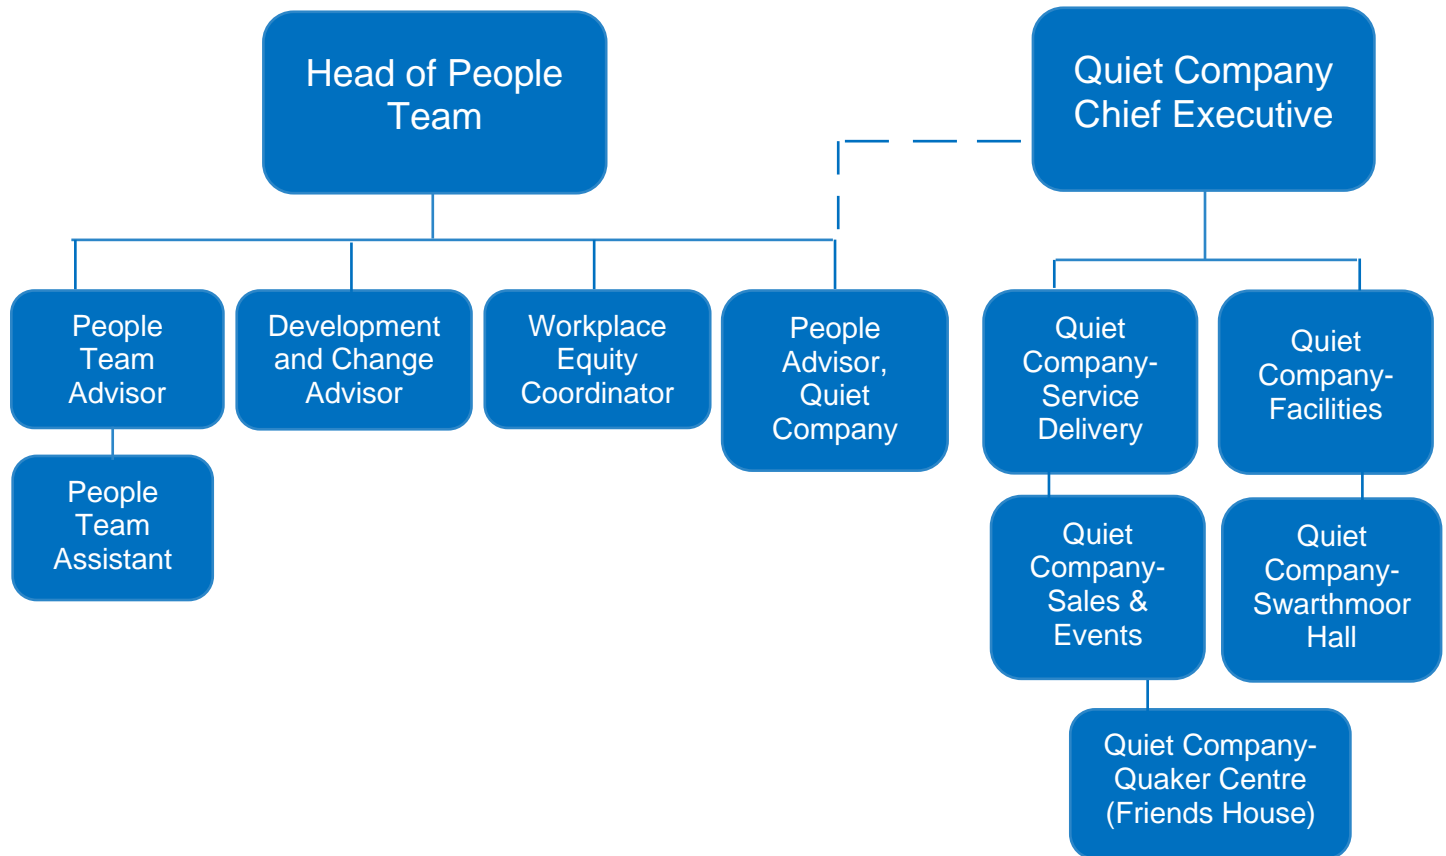 Head of People
Team
Quiet Company
Chief Executive
People
Team
Advisor
Development
and Change
Advisor
Workplace
Equity
Coordinator
People
Advisor,
Quiet
Company
Quiet
Company-
Service
Delivery
Quiet
Company-
Facilities
People
Team
Assistant
Quiet
Company-
Sales &
Events
Quiet
Company-
Swarthmoor
Hall
Quiet Company-
Quaker Centre
(Friends House)